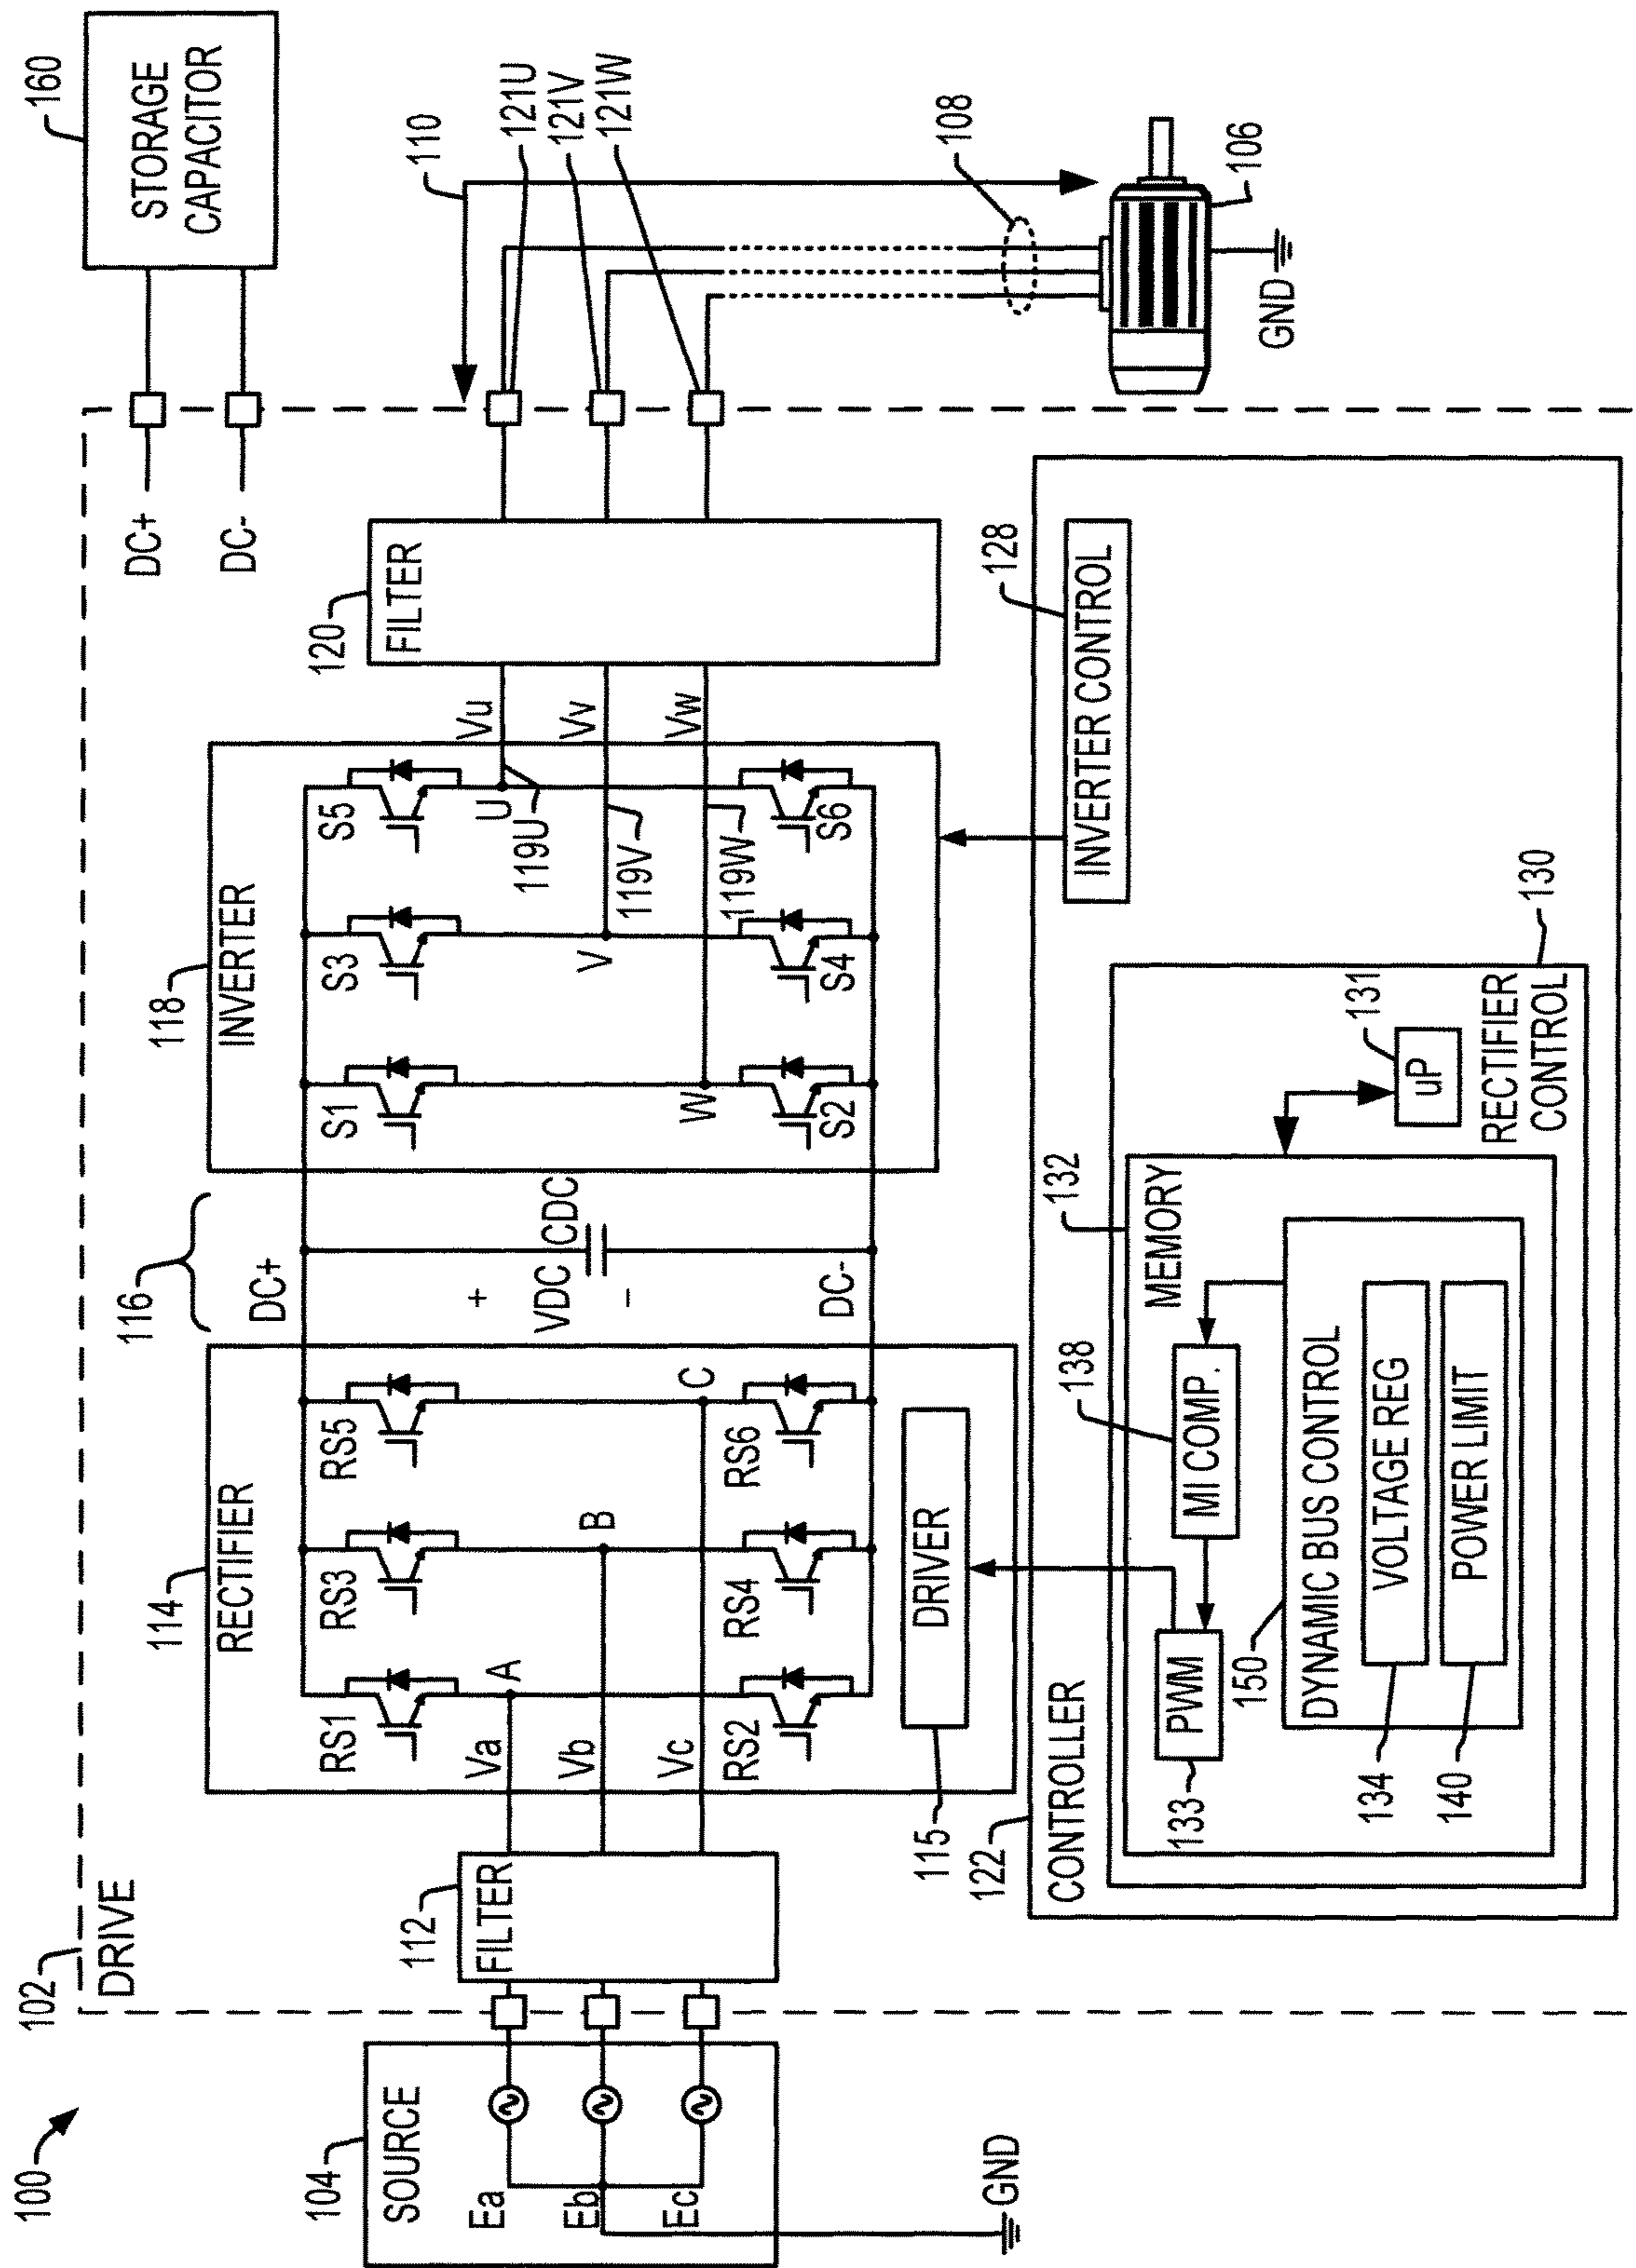 100
102
DRIVE
104
SOURCE
Ea
Eb
Ec
GND
112
FILTER
114
RECTIFIER
RS1
RS3
RS5
Va
A
Vb
B
Vc
C
RS2
RS4
RS6
115
DRIVER
116
DC+
+
VDC
CDC
–
DC-
118
INVERTER
S1
S3
S5
U
V
W
119U
119V
119W
S2
S4
S6
Vu
Vv
Vw
120
FILTER
DC+
DC-
160
STORAGE
CAPACITOR
110
121U
121V
121W
108
106
GND
122
CONTROLLER
128
INVERTER CONTROL
130
RECTIFIER
CONTROL
131
uP
132
MEMORY
133
PWM
138
MI COMP.
150
DYNAMIC BUS CONTROL
134
VOLTAGE REG
140
POWER LIMIT